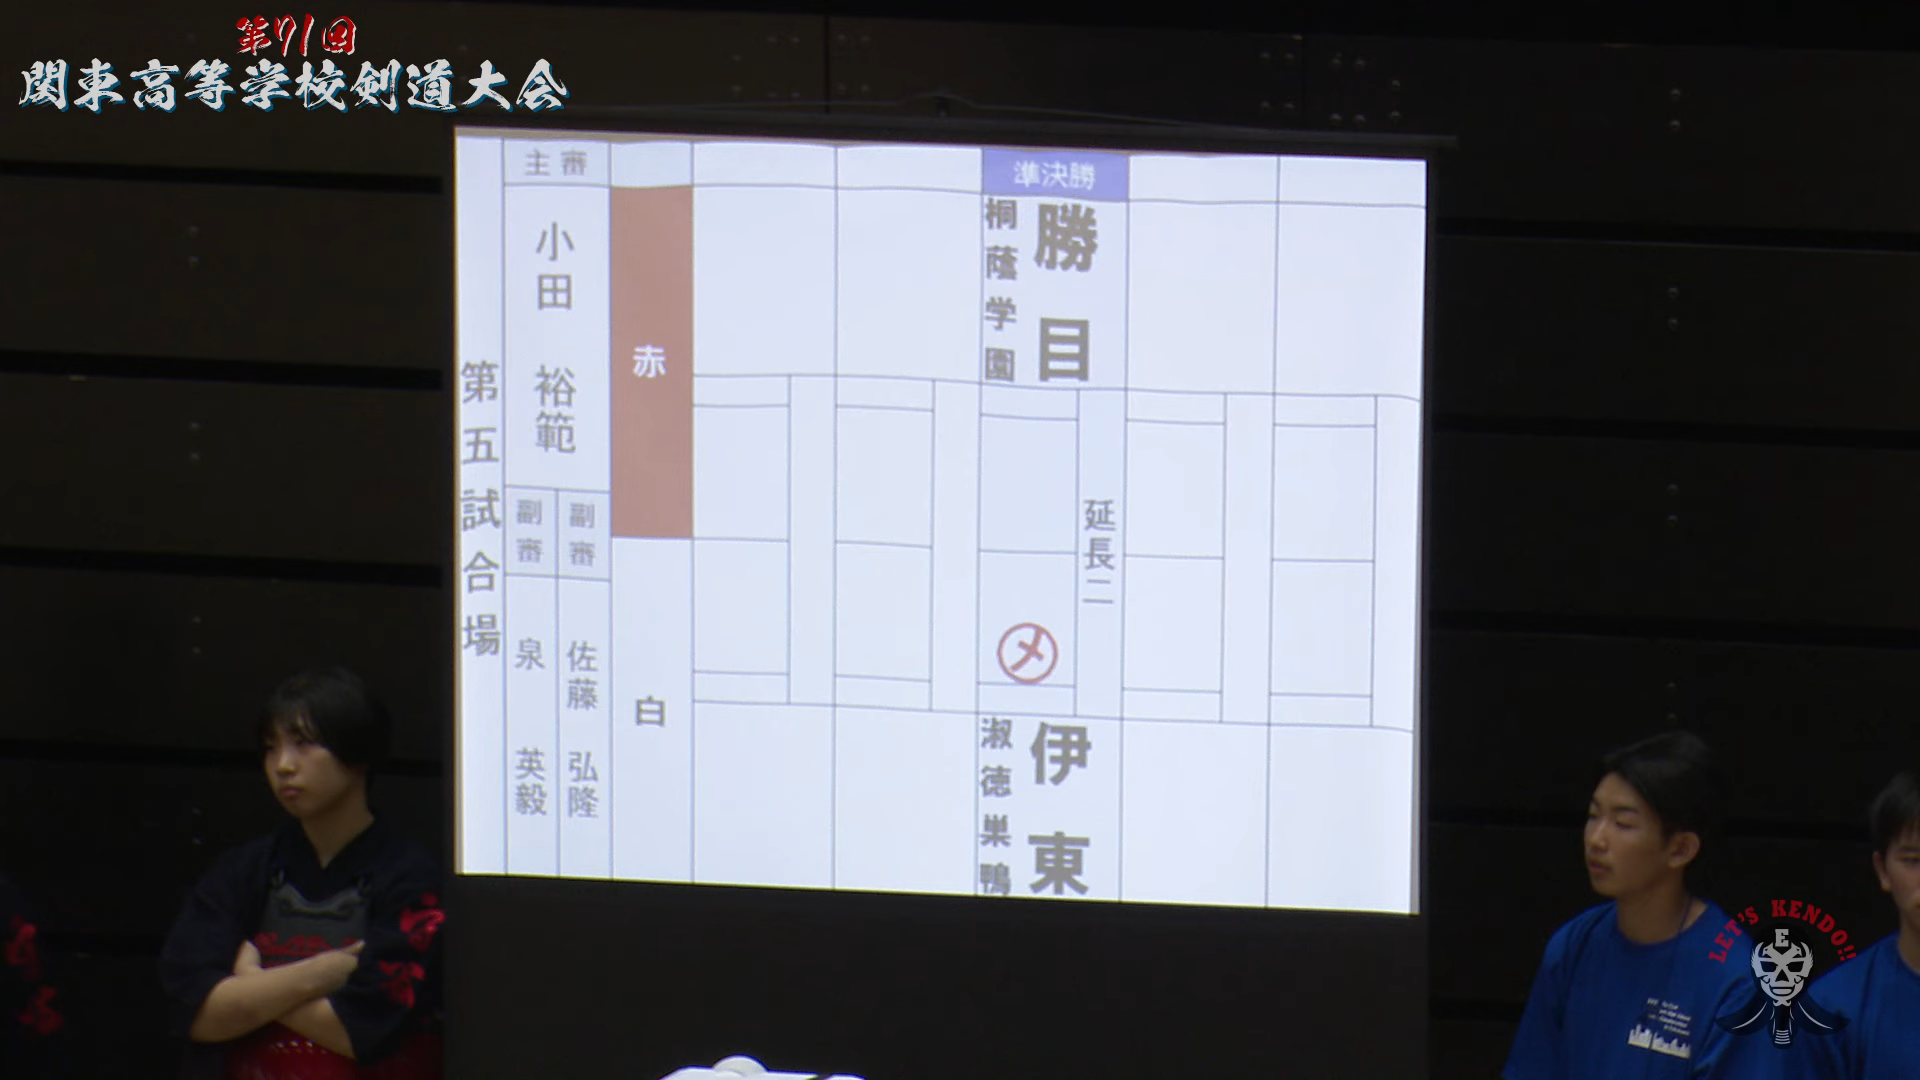 第71回
関東高等学校剣道大会
主審
準決勝
小田 裕範
赤
桐蔭学園
勝目
第五試合場
延長二
副審
副審
メ
泉 英毅
佐藤 弘隆
白
淑徳巣鴨
伊東
LET'S KENDO!!
E